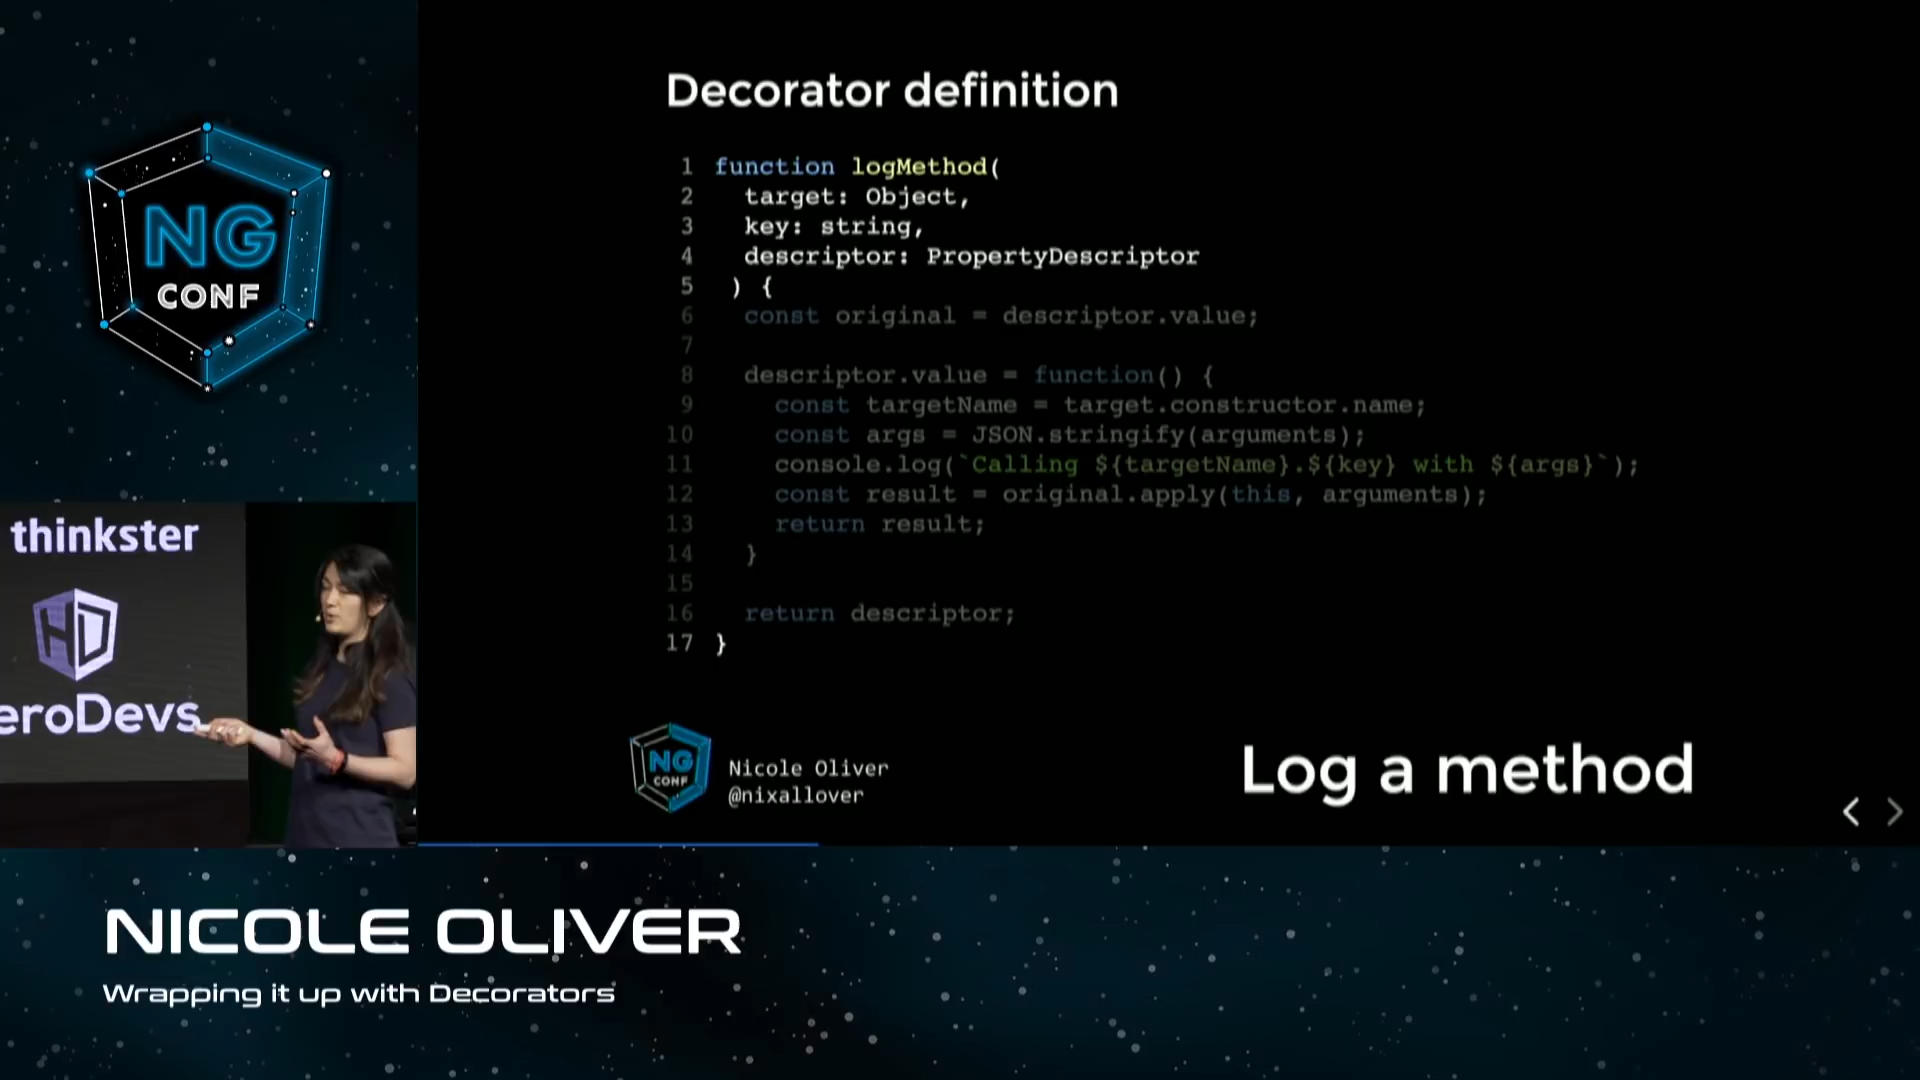 NG
CONF
thinkster
HD
eroDevs
Decorator definition
1 function logMethod(
2 target: Object,
3 key: string,
4 descriptor: PropertyDescriptor
5 ) {
6 const original = descriptor.value;
7
8 descriptor.value = function() {
9 const targetName = target.constructor.name;
10 const args = JSON.stringify(arguments);
11 console.log(`Calling ${targetName}.${key} with ${args}`);
12 const result = original.apply(this, arguments);
13 return result;
14 }
15
16 return descriptor;
17 }
NG
CONF
Nicole Oliver
@nixallover
Log a method
NICOLE OLIVER
Wrapping it up with Decorators